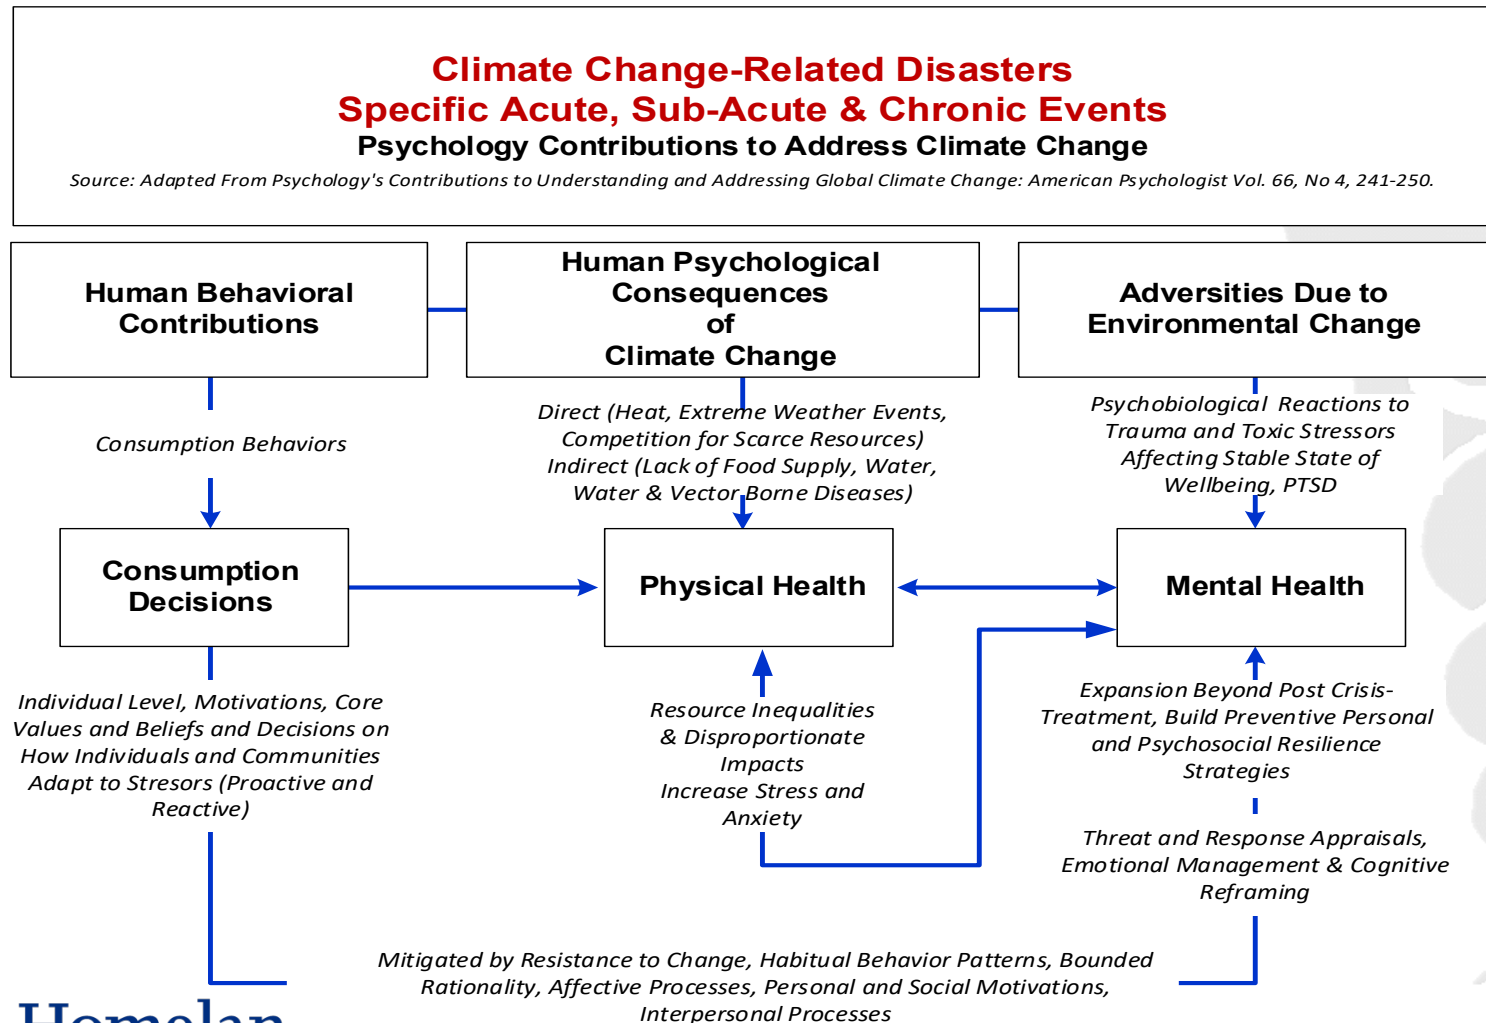 Climate Change-Related Disasters
Specific Acute, Sub-Acute & Chronic Events
Psychology Contributions to Address Climate Change
Source: Adapted From Psychology's Contributions to Understanding and Addressing Global Climate Change: American Psychologist Vol. 66, No 4, 241-250.
Human Behavioral
Contributions
Human Psychological
Consequences
of
Climate Change
Adversities Due to
Environmental Change
Consumption Behaviors
Direct (Heat, Extreme Weather Events,
Competition for Scarce Resources)
Indirect (Lack of Food Supply, Water,
Water & Vector Borne Diseases)
Psychobiological Reactions to
Trauma and Toxic Stressors
Affecting Stable State of
Wellbeing, PTSD
Consumption
Decisions
Physical Health
Mental Health
Individual Level, Motivations, Core
Values and Beliefs and Decisions on
How Individuals and Communities
Adapt to Stresors (Proactive and
Reactive)
Resource Inequalities
& Disproportionate
Impacts
Increase Stress and
Anxiety
Expansion Beyond Post Crisis-
Treatment, Build Preventive Personal
and Psychosocial Resilience
Strategies
Threat and Response Appraisals,
Emotional Management & Cognitive
Reframing
Mitigated by Resistance to Change, Habitual Behavior Patterns, Bounded
Rationality, Affective Processes, Personal and Social Motivations,
Interpersonal Processes
Homelan